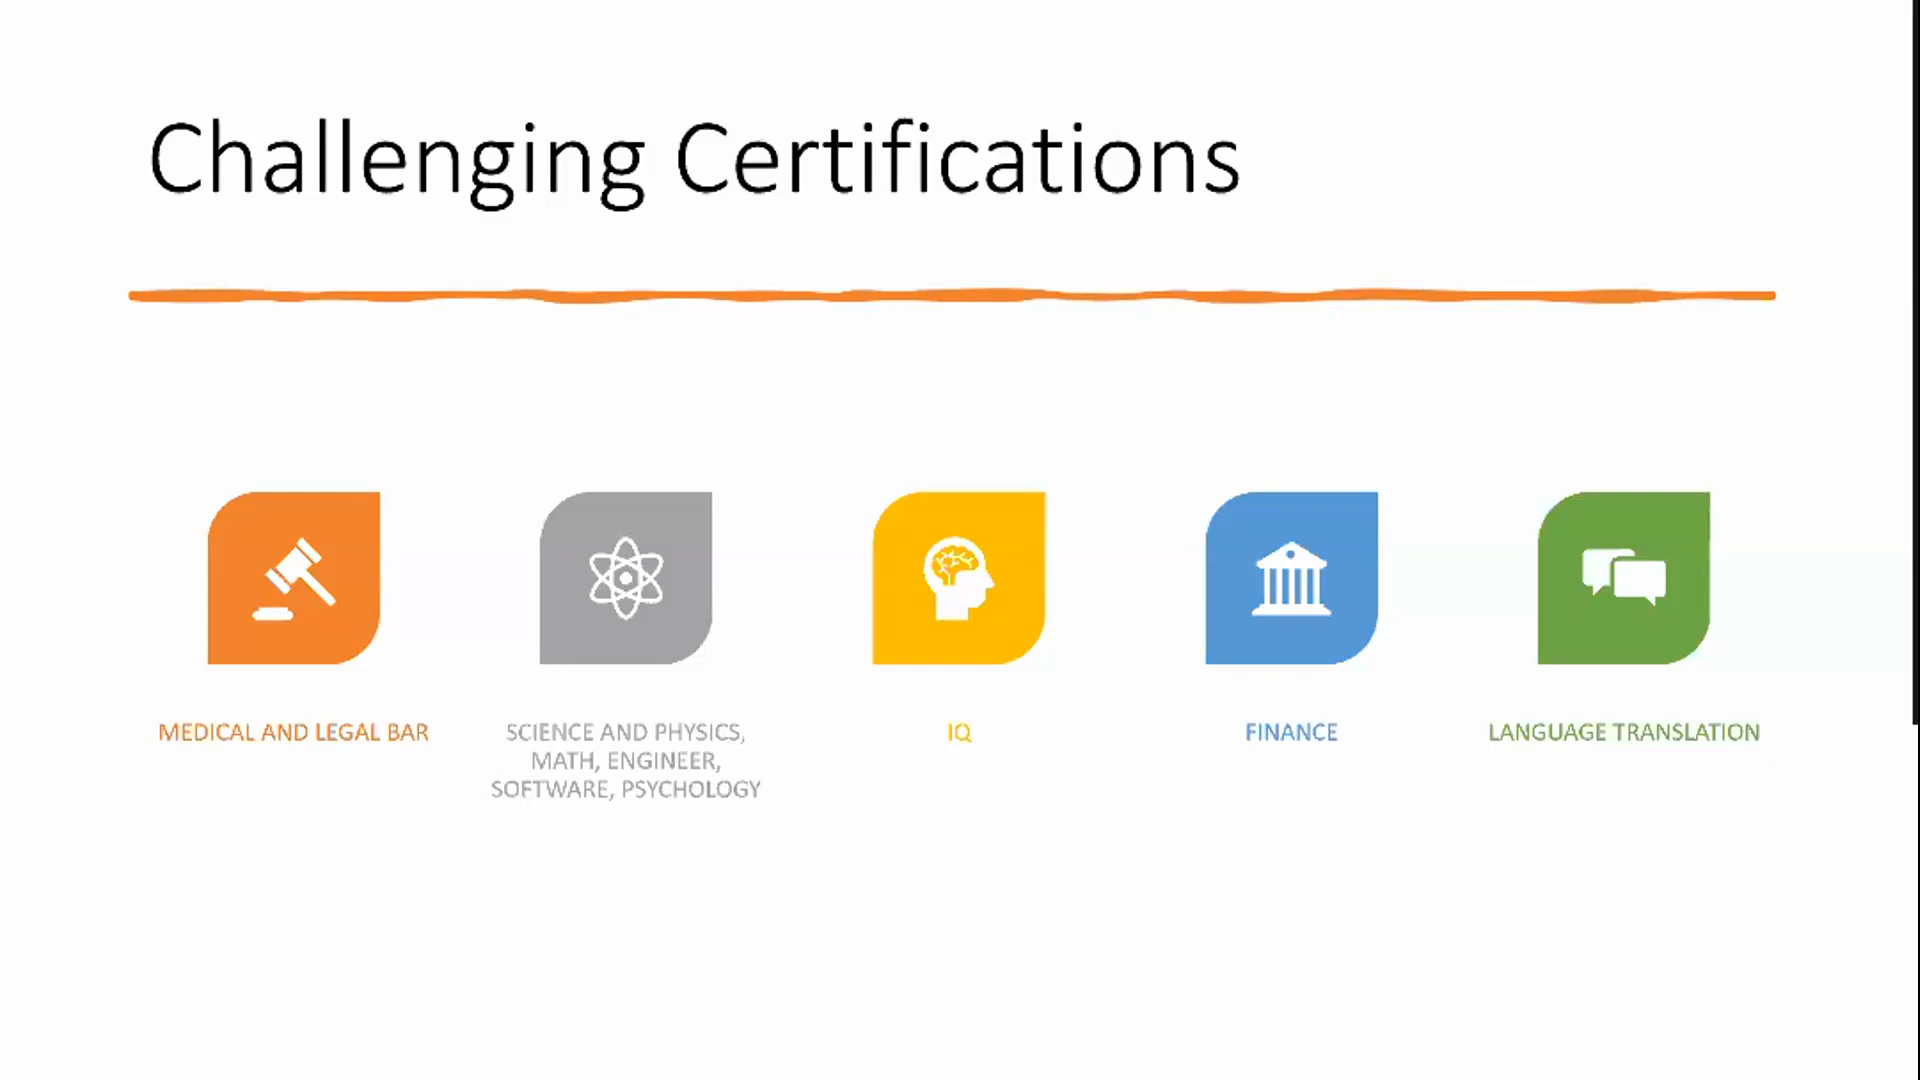 Challenging Certifications
MEDICAL AND LEGAL BAR
SCIENCE AND PHYSICS,
MATH, ENGINEER,
SOFTWARE, PSYCHOLOGY
IQ
FINANCE
LANGUAGE TRANSLATION